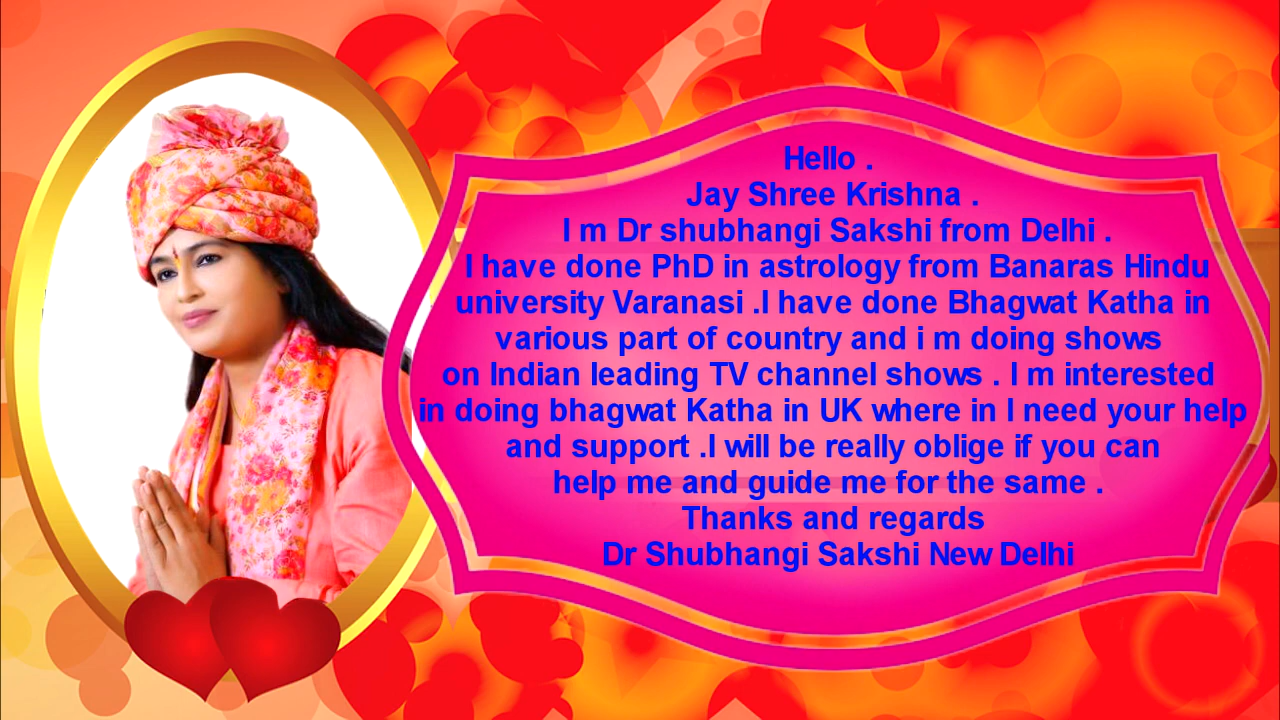 Hello .
Jay Shree Krishna .
I m Dr shubhangi Sakshi from Delhi .
I have done PhD in astrology from Banaras Hindu
university Varanasi .I have done Bhagwat Katha in
various part of country and i m doing shows
on Indian leading TV channel shows . I m interested
in doing bhagwat Katha in UK where in I need your help
and support .I will be really oblige if you can
help me and guide me for the same .
Thanks and regards
Dr Shubhangi Sakshi New Delhi